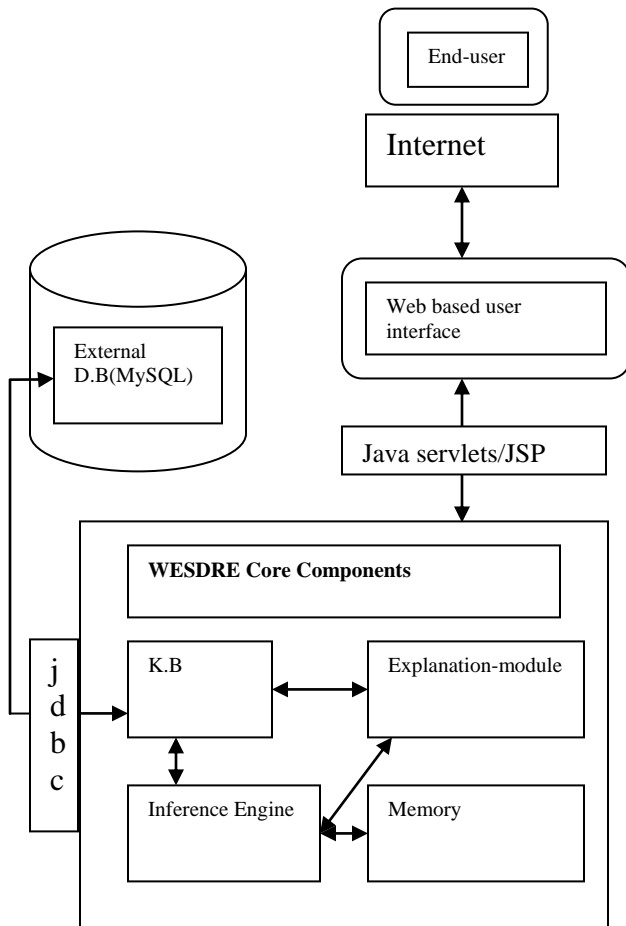 End-user
Internet
Web based user
interface
External
D.B(MySQL)
Java servlets/JSP
WESDRE Core Components
j
d
b
c
K.B
Explanation-module
Inference Engine
Memory